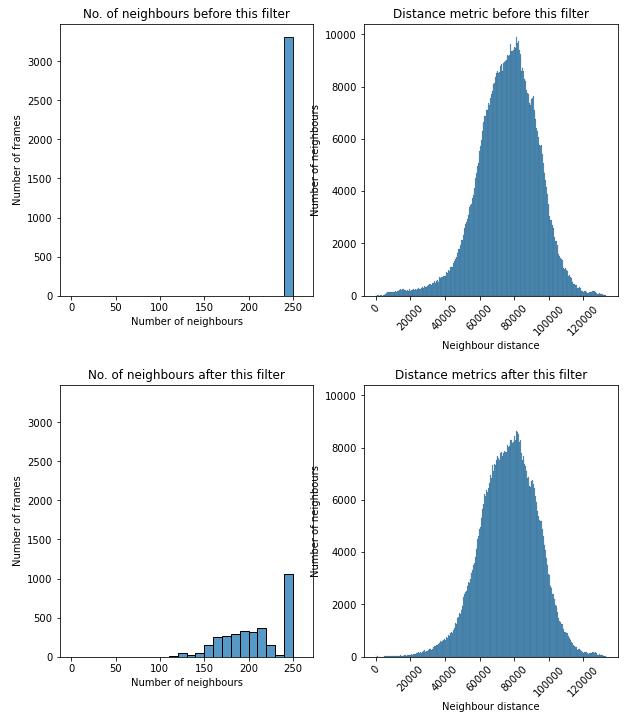 No. of neighbours before this filter
Number of frames
3000
2500
2000
1500
1000
500
0
0 50 100 150 200 250
Number of neighbours
Distance metric before this filter
Number of neighbours
10000
8000
6000
4000
2000
0
0 20000 40000 60000 80000 100000 120000
Neighbour distance
No. of neighbours after this filter
Number of frames
3000
2500
2000
1500
1000
500
0
0 50 100 150 200 250
Number of neighbours
Distance metrics after this filter
Number of neighbours
10000
8000
6000
4000
2000
0
0 20000 40000 60000 80000 100000 120000
Neighbour distance